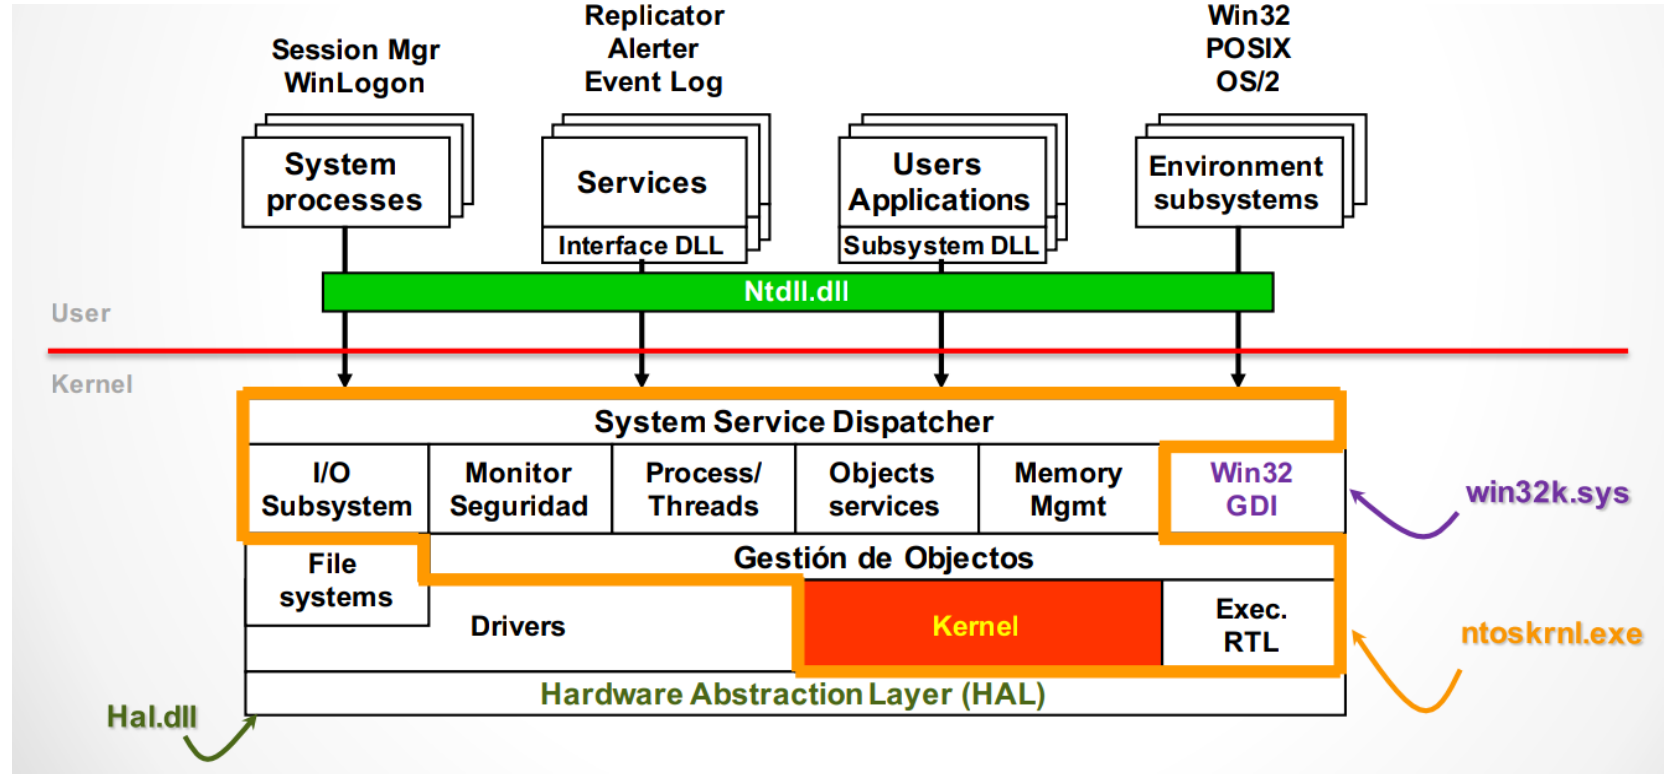 Session Mgr
WinLogon
Replicator
Alerter
Event Log
Win32
POSIX
OS/2
System
processes
Services
Interface DLL
Users
Applications
Subsystem DLL
Environment
subsystems
Ntdll.dll
User
Kernel
System Service Dispatcher
I/O
Subsystem
Monitor
Seguridad
Process/
Threads
Objects
services
Memory
Mgmt
Win32
GDI
win32k.sys
File
systems
Gestión de Objectos
Drivers
Kernel
Exec.
RTL
ntoskrnl.exe
Hardware Abstraction Layer (HAL)
Hal.dll